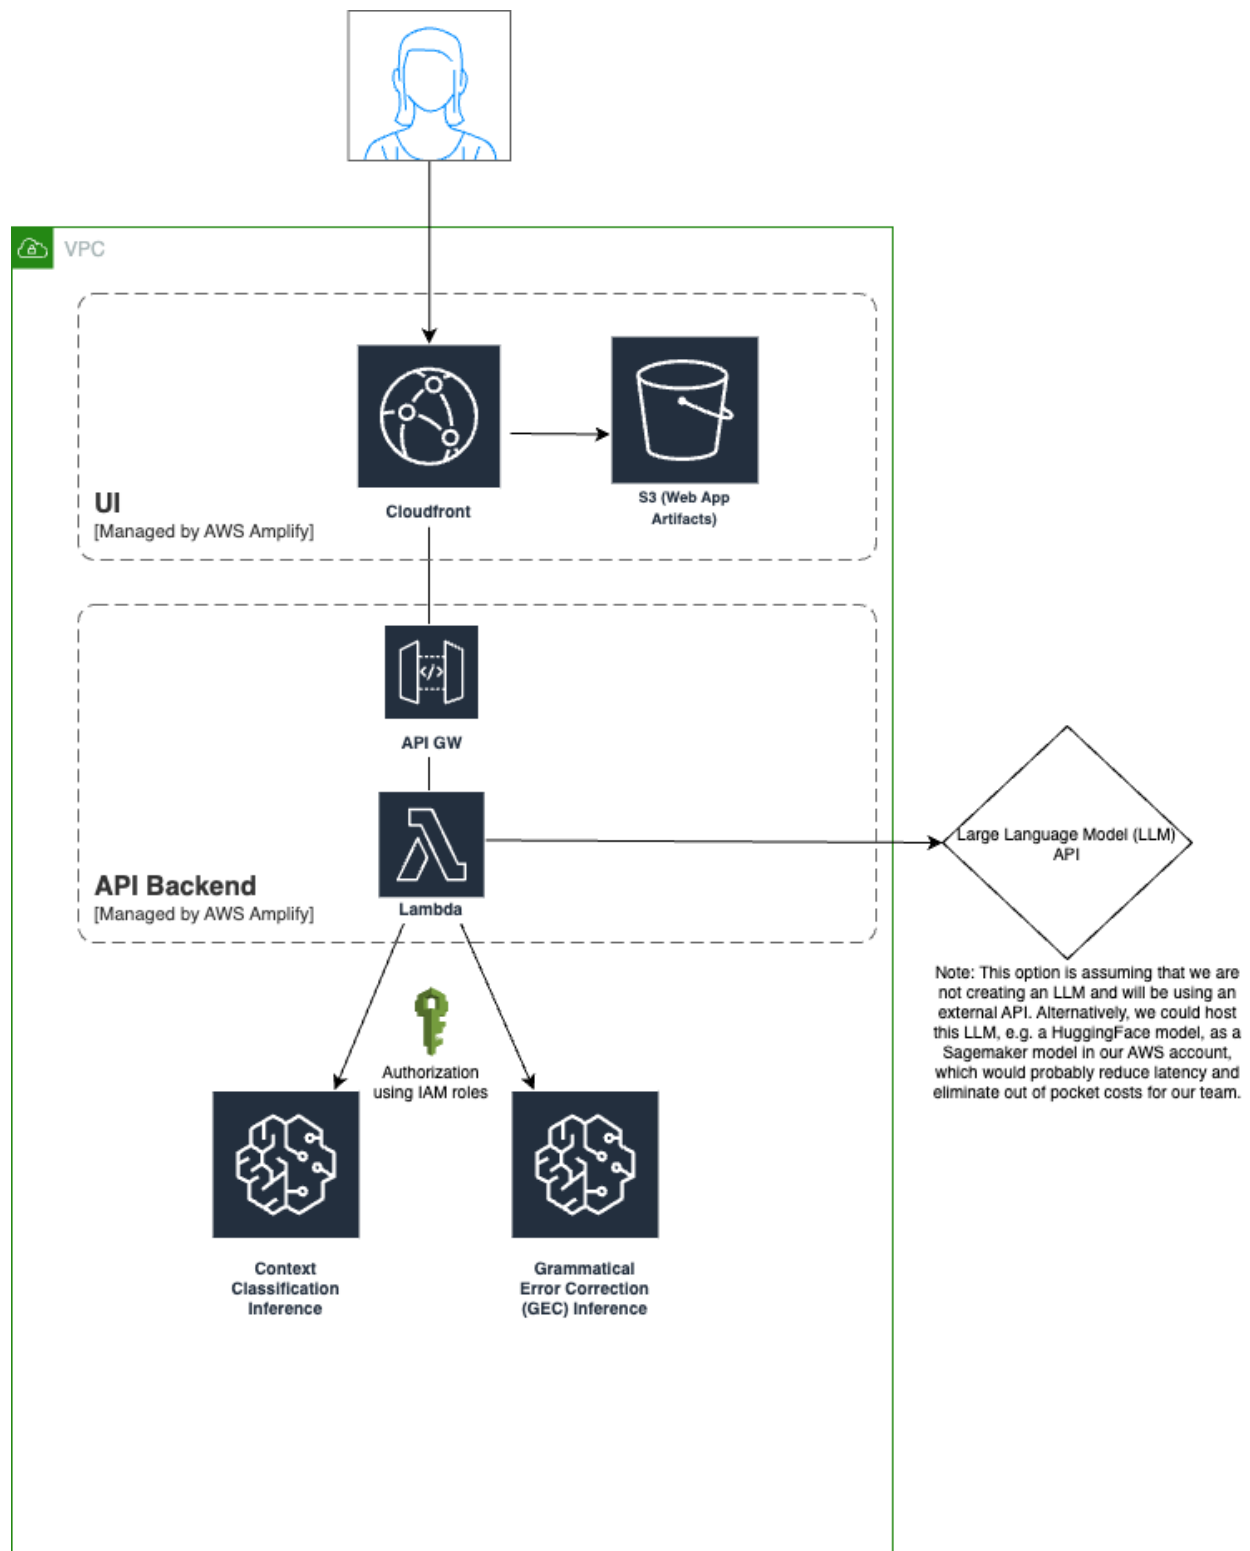 VPC
UI
[Managed by AWS Amplify]
Cloudfront
S3 (Web App
Artifacts)
</>
API GW
API Backend
[Managed by AWS Amplify]
Lambda
Large Language Model (LLM)
API
Note: This option is assuming that we are
not creating an LLM and will be using an
external API. Alternatively, we could host
this LLM, e.g. a HuggingFace model, as a
Sagemaker model in our AWS account,
which would probably reduce latency and
eliminate out of pocket costs for our team.
Authorization
using IAM roles
Context
Classification
Inference
Grammatical
Error Correction
(GEC) Inference